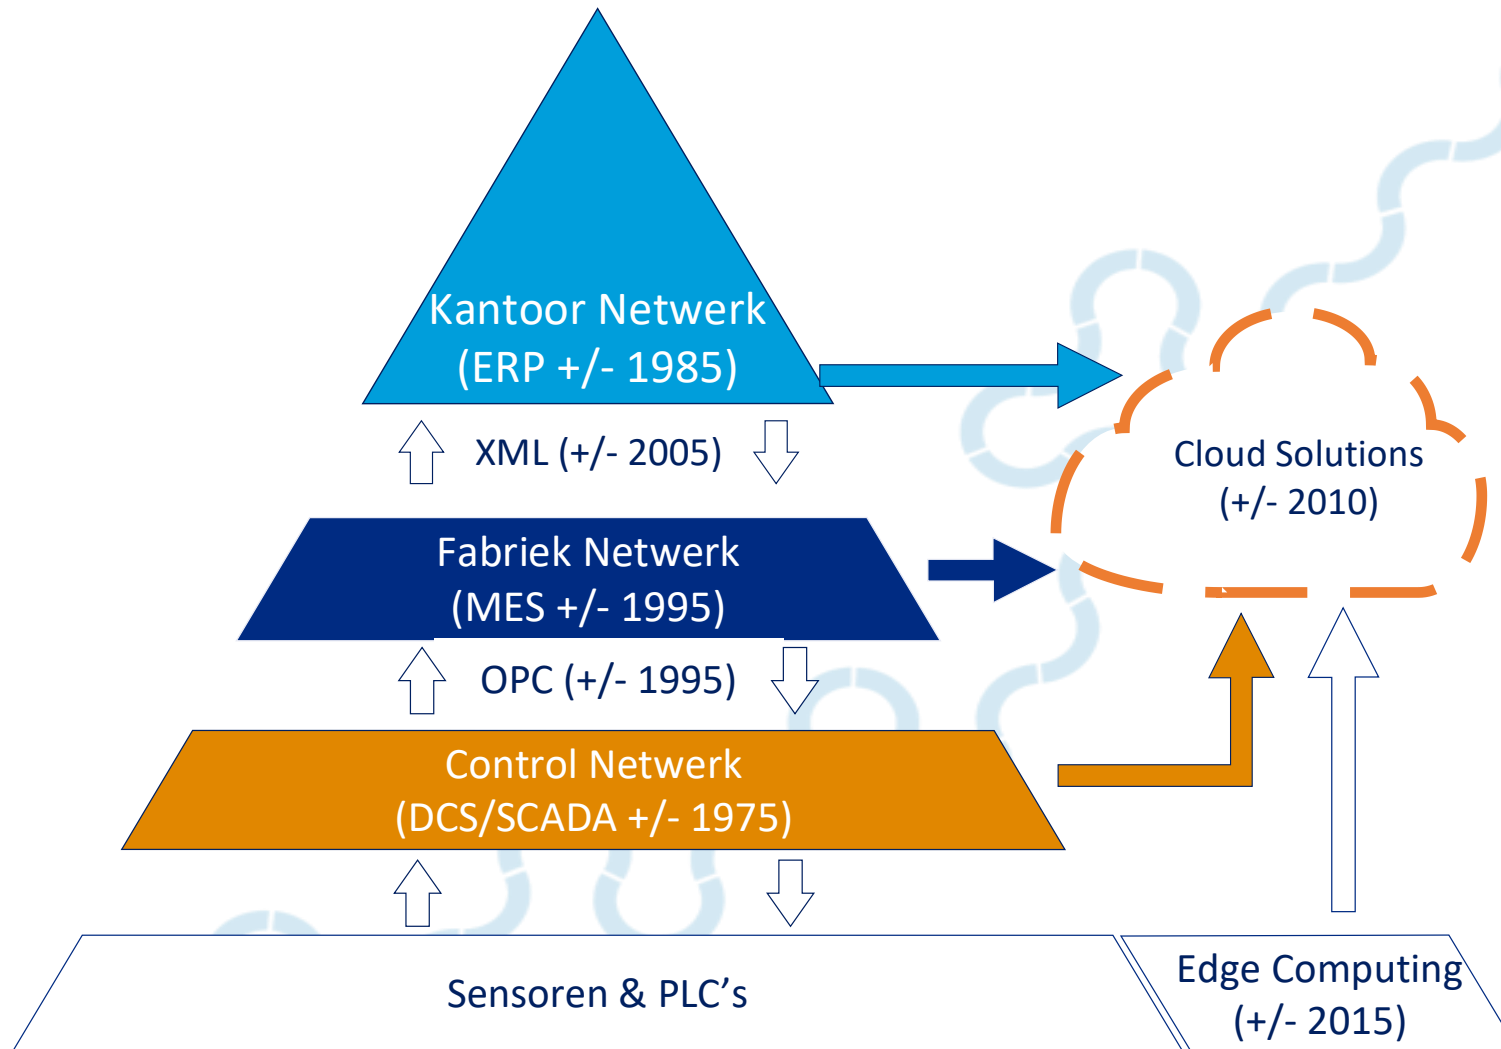 Kantoor Netwerk
(ERP +/- 1985)
XML (+/- 2005)
Cloud Solutions
(+/- 2010)
Fabriek Netwerk
(MES +/- 1995)
OPC (+/- 1995)
Control Netwerk
(DCS/SCADA +/- 1975)
Sensoren & PLC’s
Edge Computing
(+/- 2015)